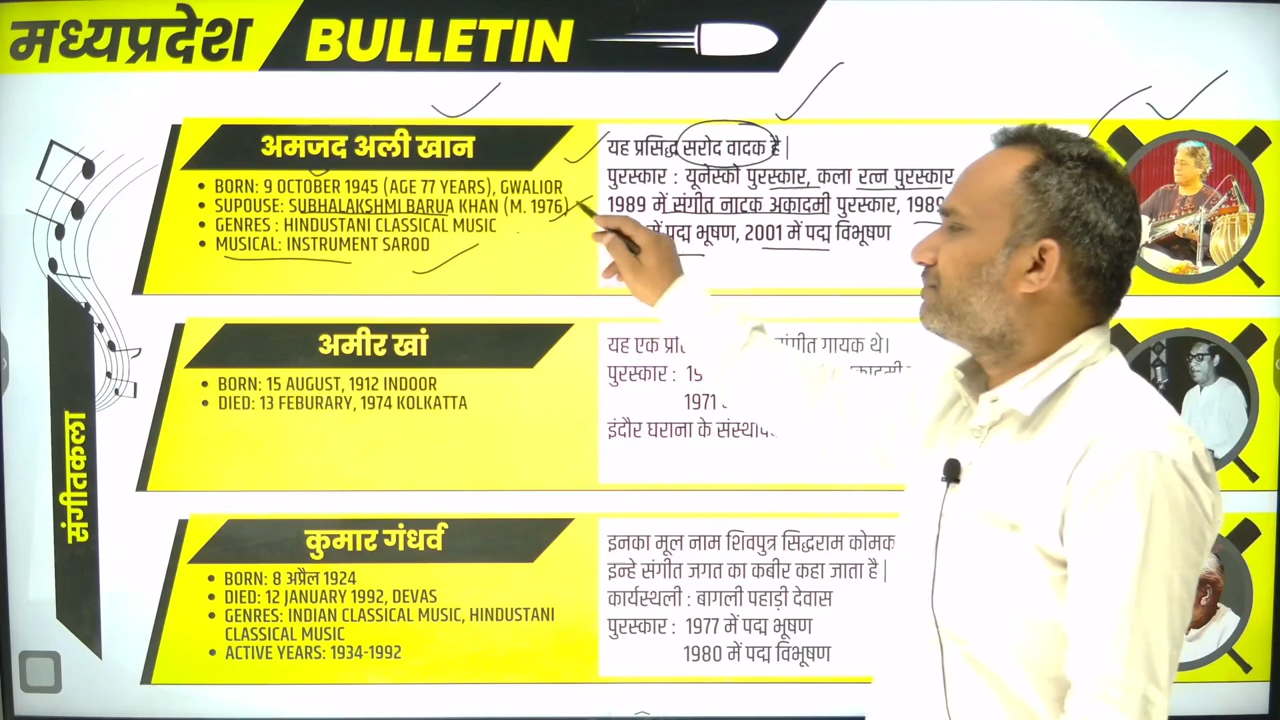 मध्यप्रदेश BULLETIN
अमजद अली खान
BORN: 9 OCTOBER 1945 (AGE 77 YEARS), GWALIOR
SUPOUSE: SUBHALAKSHMI BARUA KHAN (M. 1976)
GENRES : HINDUSTANI CLASSICAL MUSIC
MUSICAL: INSTRUMENT SAROD
यह प्रसिद्ध सरोद वादक है |
पुरस्कार : यूनेस्को पुरस्कार, कला रत्न पुरस्कार
1989 में संगीत नाटक अकादमी पुरस्कार, 1989
में पद्म भूषण, 2001 में पद्म विभूषण
संगीतकला
अमीर खां
BORN: 15 AUGUST, 1912 INDOOR
DIED: 13 FEBURARY, 1974 KOLKATTA
यह एक गायक थे।
पुरस्कार :
1971
इंदौर घराना के
कुमार गंधर्व
BORN: 8 अप्रैल 1924
DIED: 12 JANUARY 1992, DEVAS
GENRES: INDIAN CLASSICAL MUSIC, HINDUSTANI
CLASSICAL MUSIC
ACTIVE YEARS: 1934-1992
इनका मूल नाम शिवपुत्र सिद्धराम
इन्हे संगीत जगत का कबीर कहा जाता है |
कार्यस्थली : बागली पहाड़ी देवास
पुरस्कार : 1977 में पद्म भूषण
1980 में पद्म विभूषण